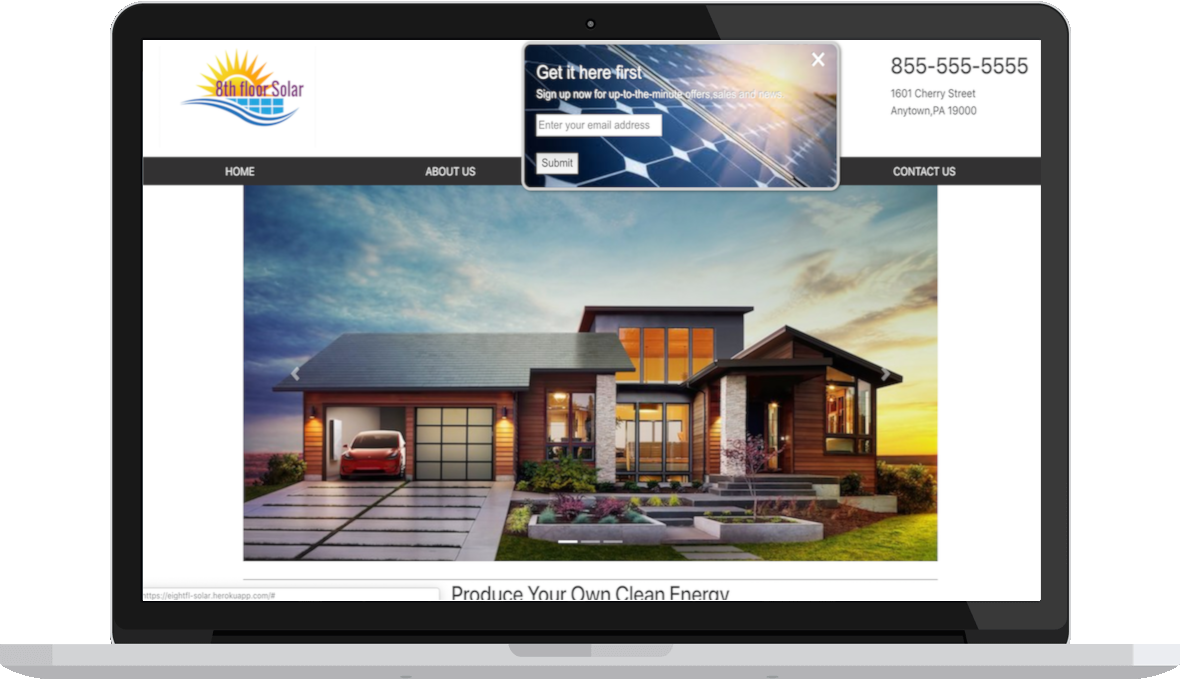 8th floor Solar
Get it here first
Sign up now for up-to-the-minute offers,sales and news.
Enter your email address
Submit
855-555-5555
1601 Cherry Street
Anytown,PA 19000
HOME
ABOUT US
CONTACT US
https://eightfl-solar.herokuapp.com/#
Produce Your Own Clean Energy